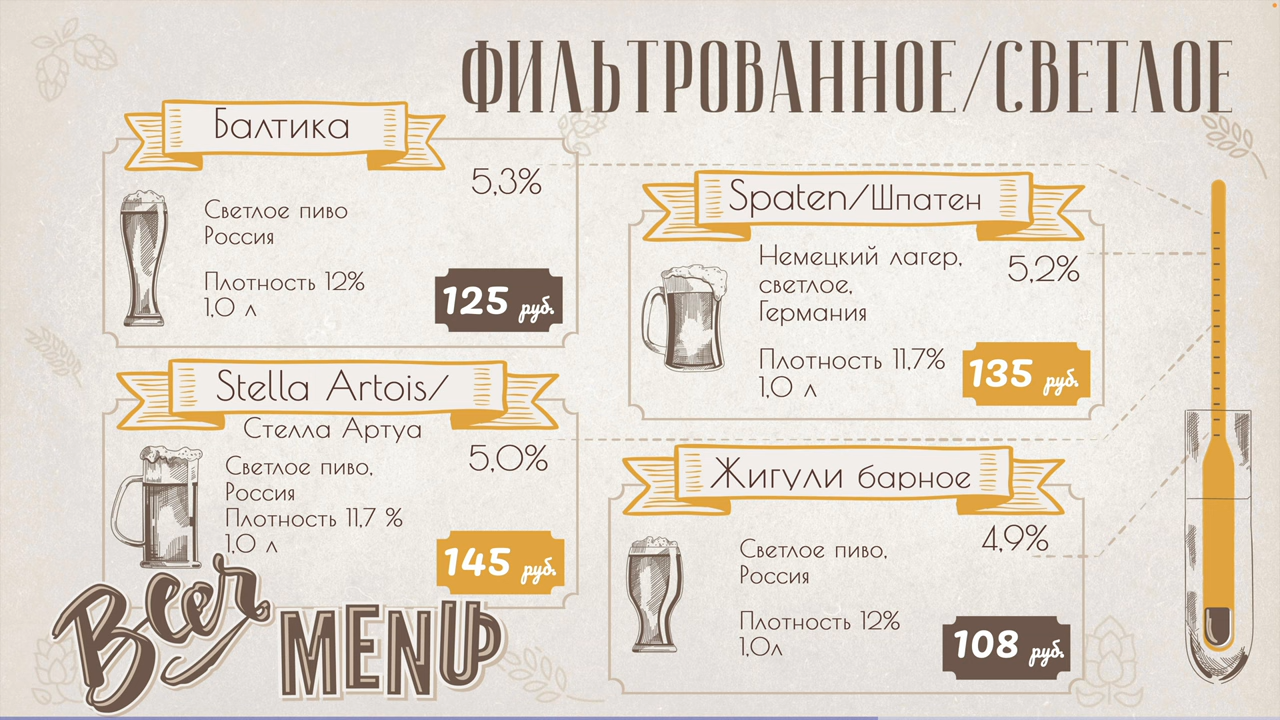 ФИЛЬТРОВАННОЕ/СВЕТЛОЕ
Балтика
5,3%
Светлое пиво
Россия
Плотность 12%
1,0 л
125 руб.
Spaten/Шпатен
Немецкий лагер,
светлое,
Германия
5,2%
Плотность 11,7%
1,0 л
135 руб.
Stella Artois/
Стелла Артуа
5,0%
Светлое пиво,
Россия
Плотность 11,7 %
1,0 л
145 руб.
Жигули барное
4,9%
Светлое пиво,
Россия
Плотность 12%
1,0л
108 руб.
Beer
MENU